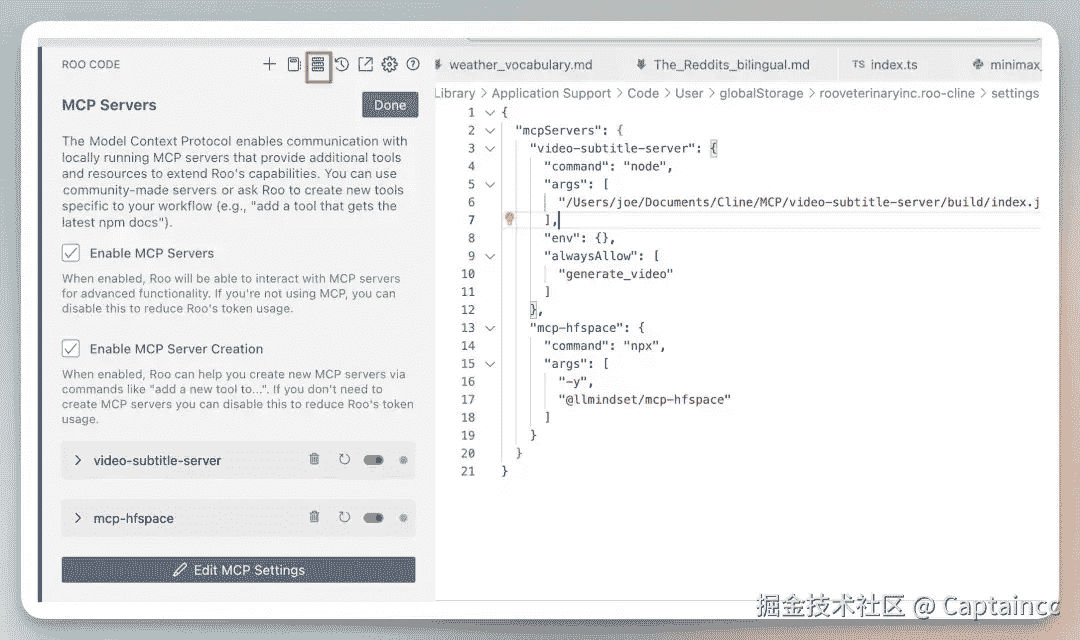 ROO CODE
MCP Servers
Done
The Model Context Protocol enables communication with
locally running MCP servers that provide additional tools
and resources to extend Roo's capabilities. You can use
community-made servers or ask Roo to create new tools
specific to your workflow (e.g., "add a tool that gets the
latest npm docs").
Enable MCP Servers
When enabled, Roo will be able to interact with MCP servers
for advanced functionality. If you're not using MCP, you can
disable this to reduce Roo's token usage.
Enable MCP Server Creation
When enabled, Roo can help you create new MCP servers via
commands like "add a new tool to...". If you don't need to
create MCP servers you can disable this to reduce Roo's token
usage.
video-subtitle-server
mcp-hfspace
Edit MCP Settings
weather_vocabulary.md
The_Reddits_bilingual.md
TS index.ts
minimax_
Library > Application Support > Code > User > globalStorage > rooveterinaryinc.roo-cline > settings
1 {
2 "mcpServers": {
3 "video-subtitle-server": {
4 "command": "node",
5 "args": [
6 "/Users/joe/Documents/Cline/MCP/video-subtitle-server/build/index.j
7 ],
8 "env": {},
9 "alwaysAllow": [
10 "generate_video"
11 ]
12 },
13 "mcp-hfspace": {
14 "command": "npx",
15 "args": [
16 "-y",
17 "@llmindset/mcp-hfspace"
18 ]
19 }
20 }
21 }
掘金技术社区 @ Captaincc